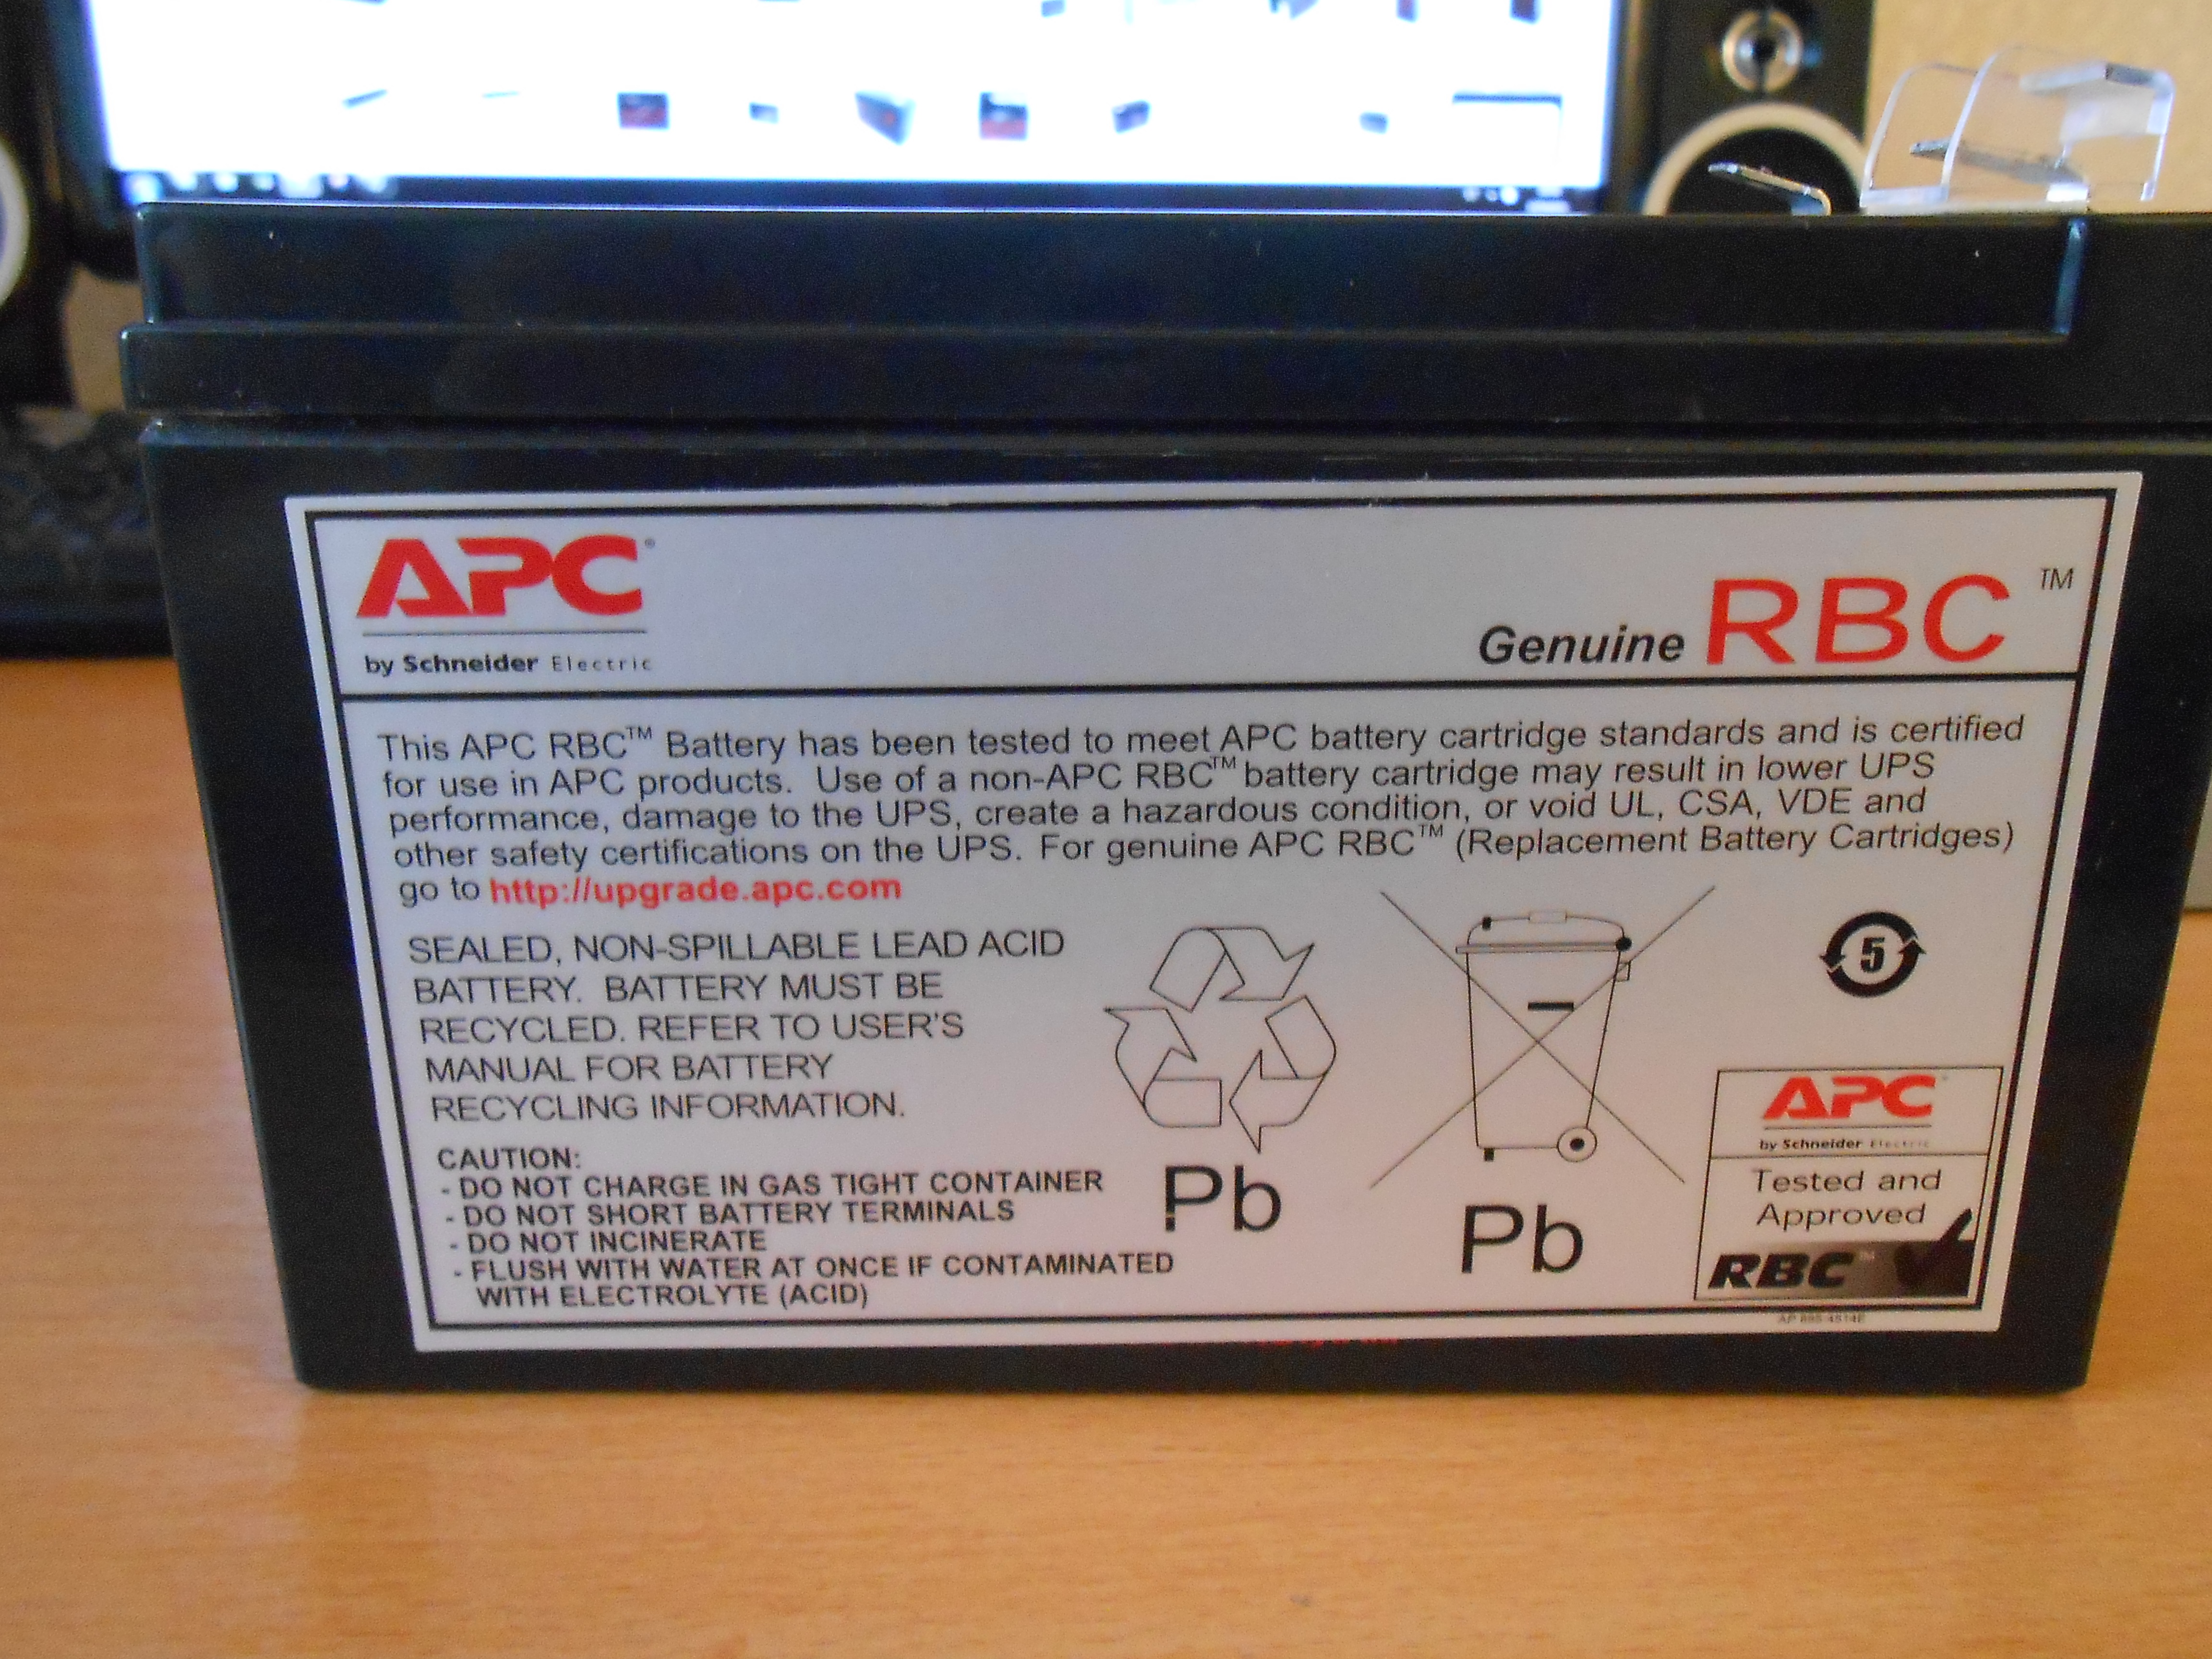 APC®
by Schneider Electric
Genuine RBC™
This APC RBC™ Battery has been tested to meet APC battery cartridge standards and is certified
for use in APC products. Use of a non-APC RBC™ battery cartridge may result in lower UPS
performance, damage to the UPS, create a hazardous condition, or void UL, CSA, VDE and
other safety certifications on the UPS. For genuine APC RBC™ (Replacement Battery Cartridges)
go to http://upgrade.apc.com
SEALED, NON-SPILLABLE LEAD ACID
BATTERY. BATTERY MUST BE
RECYCLED. REFER TO USER'S
MANUAL FOR BATTERY
RECYCLING INFORMATION.
CAUTION:
- DO NOT CHARGE IN GAS TIGHT CONTAINER
- DO NOT SHORT BATTERY TERMINALS
- DO NOT INCINERATE
- FLUSH WITH WATER AT ONCE IF CONTAMINATED
WITH ELECTROLYTE (ACID)
Pb
Pb
5
APC
by Schneider Electric
Tested and
Approved
RBC™